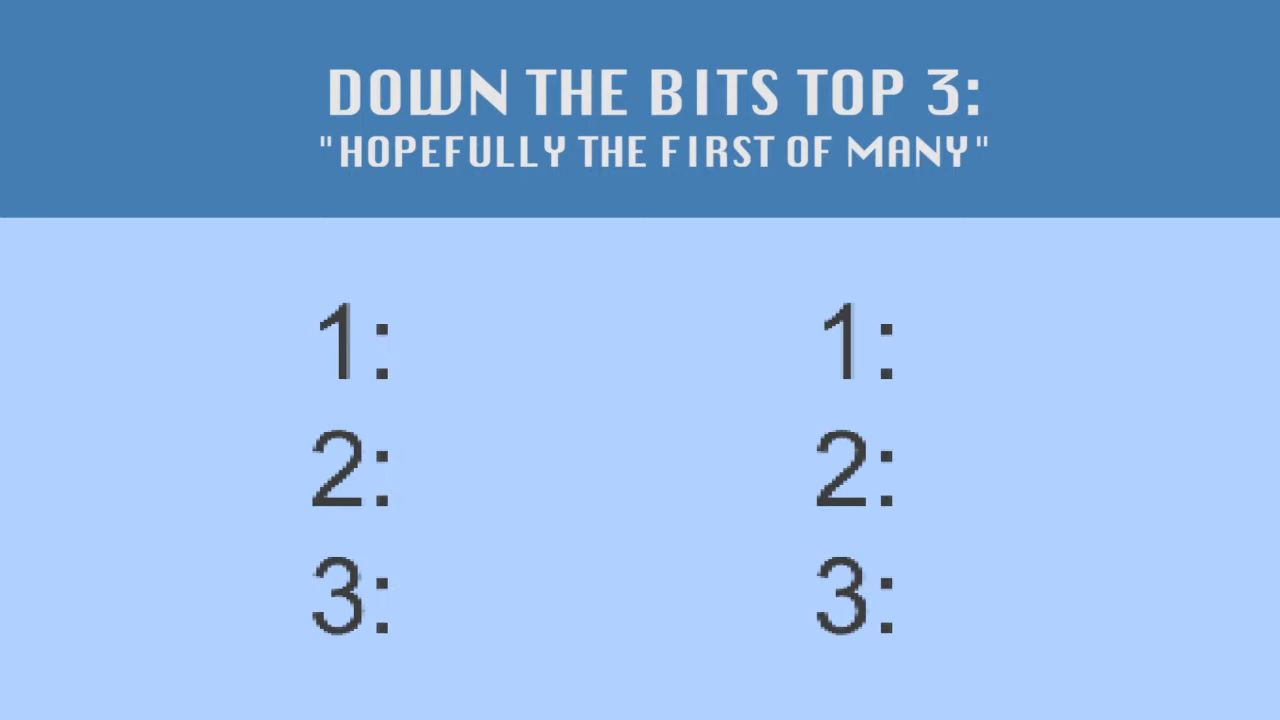 DOWN THE BITS TOP 3:
"HOPEFULLY THE FIRST OF MANY"
1: 1:
2: 2:
3: 3: